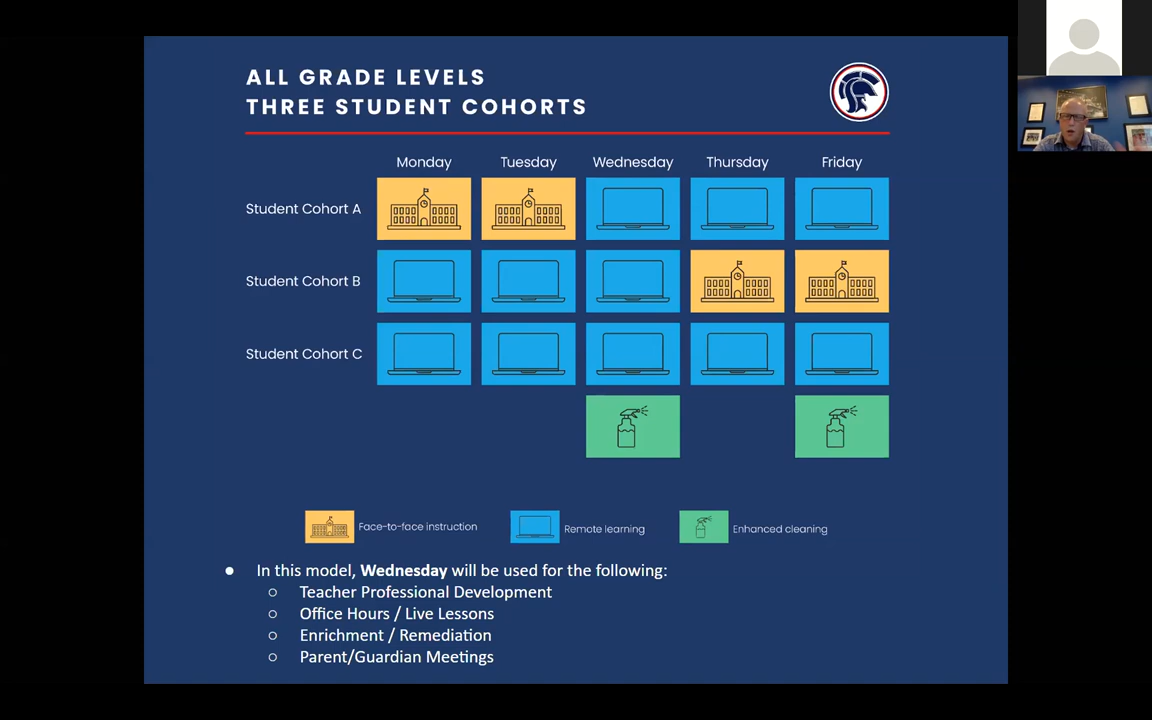 ALL GRADE LEVELS
THREE STUDENT COHORTS
Monday Tuesday Wednesday Thursday Friday
Student Cohort A
Student Cohort B
Student Cohort C
Face-to-face instruction Remote learning Enhanced cleaning
● In this model, Wednesday will be used for the following:
○ Teacher Professional Development
○ Office Hours / Live Lessons
○ Enrichment / Remediation
○ Parent/Guardian Meetings